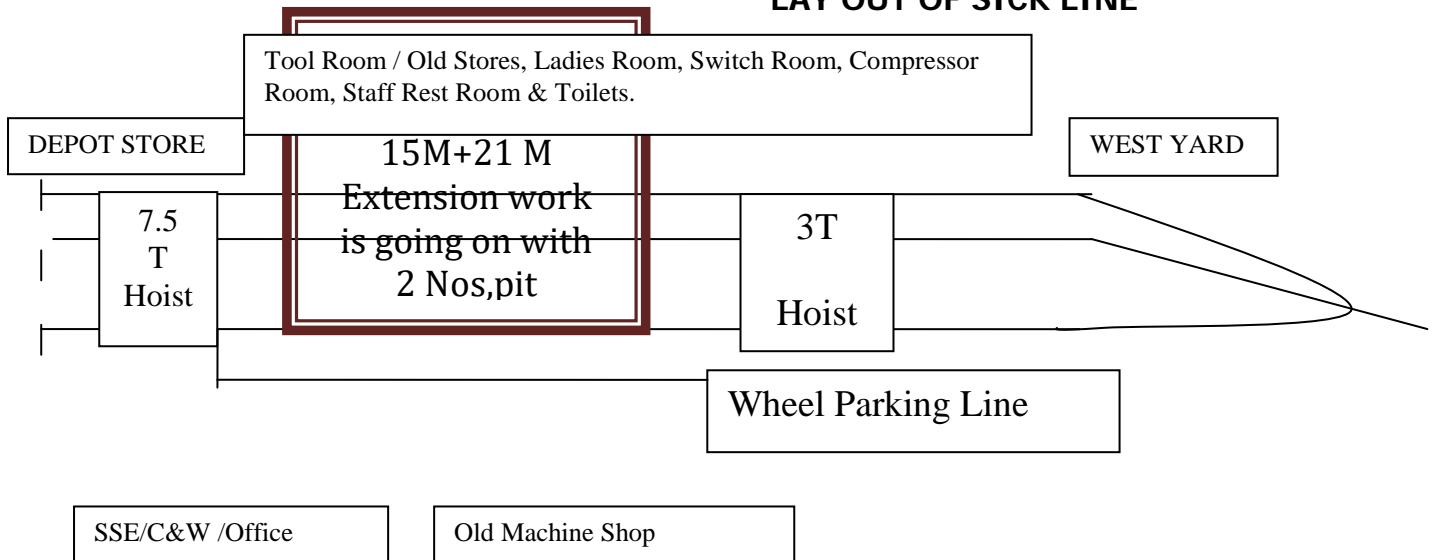 LAY OUT OF SICK LINE
Tool Room / Old Stores, Ladies Room, Switch Room, Compressor
Room, Staff Rest Room & Toilets.
DEPOT STORE
WEST YARD
15M+21 M
Extension work
is going on with
2 Nos,pit
7.5
T
Hoist
3T
Hoist
Wheel Parking Line
SSE/C&W /Office
Old Machine Shop